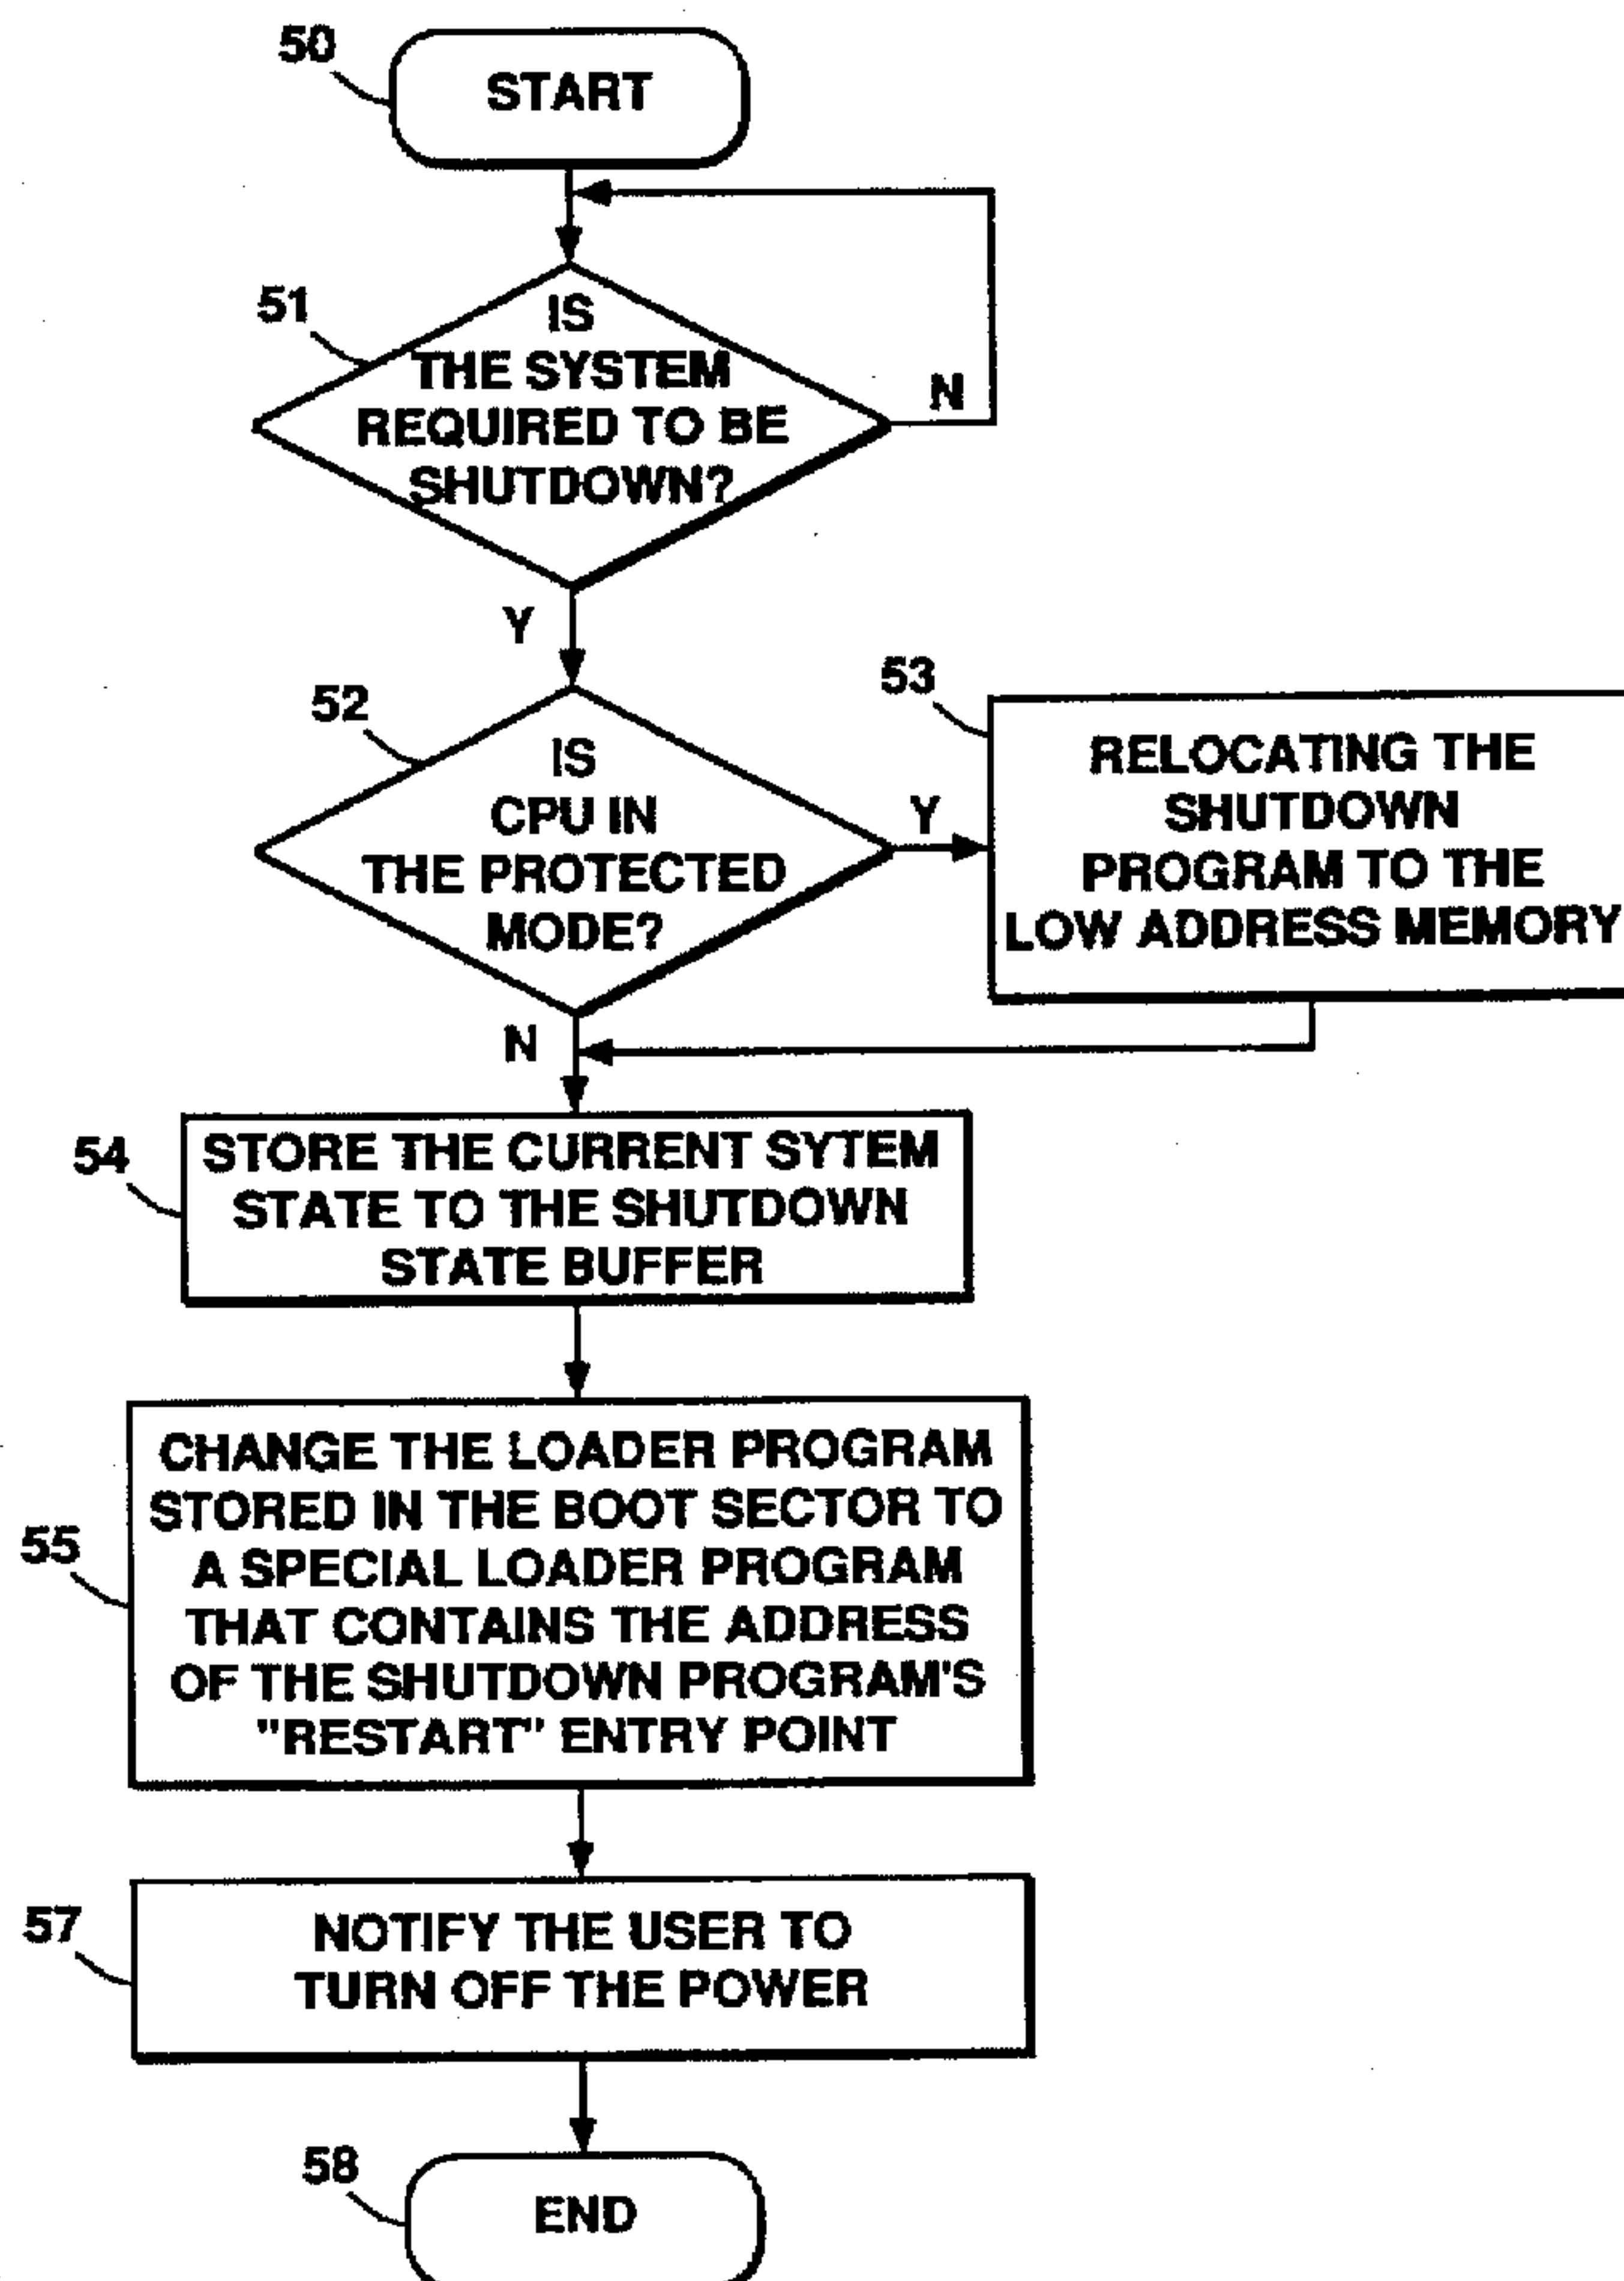 50
START
51
IS
THE SYSTEM
REQUIRED TO BE
SHUTDOWN?
N
Y
52
IS
CPU IN
THE PROTECTED
MODE?
Y
53
RELOCATING THE
SHUTDOWN
PROGRAM TO THE
LOW ADDRESS MEMORY
N
54
STORE THE CURRENT SYTEM
STATE TO THE SHUTDOWN
STATE BUFFER
55
CHANGE THE LOADER PROGRAM
STORED IN THE BOOT SECTOR TO
A SPECIAL LOADER PROGRAM
THAT CONTAINS THE ADDRESS
OF THE SHUTDOWN PROGRAM'S
"RESTART" ENTRY POINT
57
NOTIFY THE USER TO
TURN OFF THE POWER
58
END